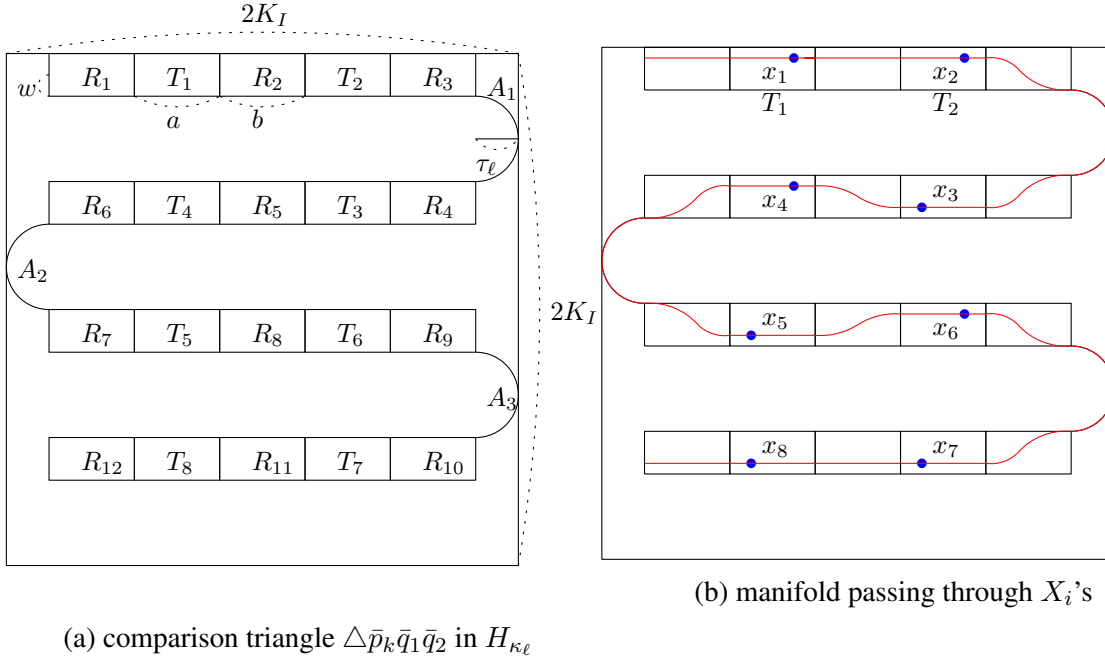 2K_I
R_1 T_1 R_2 T_2 R_3 A_1
w
a b
τ_ℓ
R_6 T_4 R_5 T_3 R_4
A_2
R_7 T_5 R_8 T_6 R_9
2K_I
A_3
R_12 T_8 R_11 T_7 R_10
(a) comparison triangle △p̄_k q̄_1 q̄_2 in H_{κ_ℓ}
x_1 x_2
T_1 T_2
x_4 x_3
x_5 x_6
x_8 x_7
(b) manifold passing through X_i's